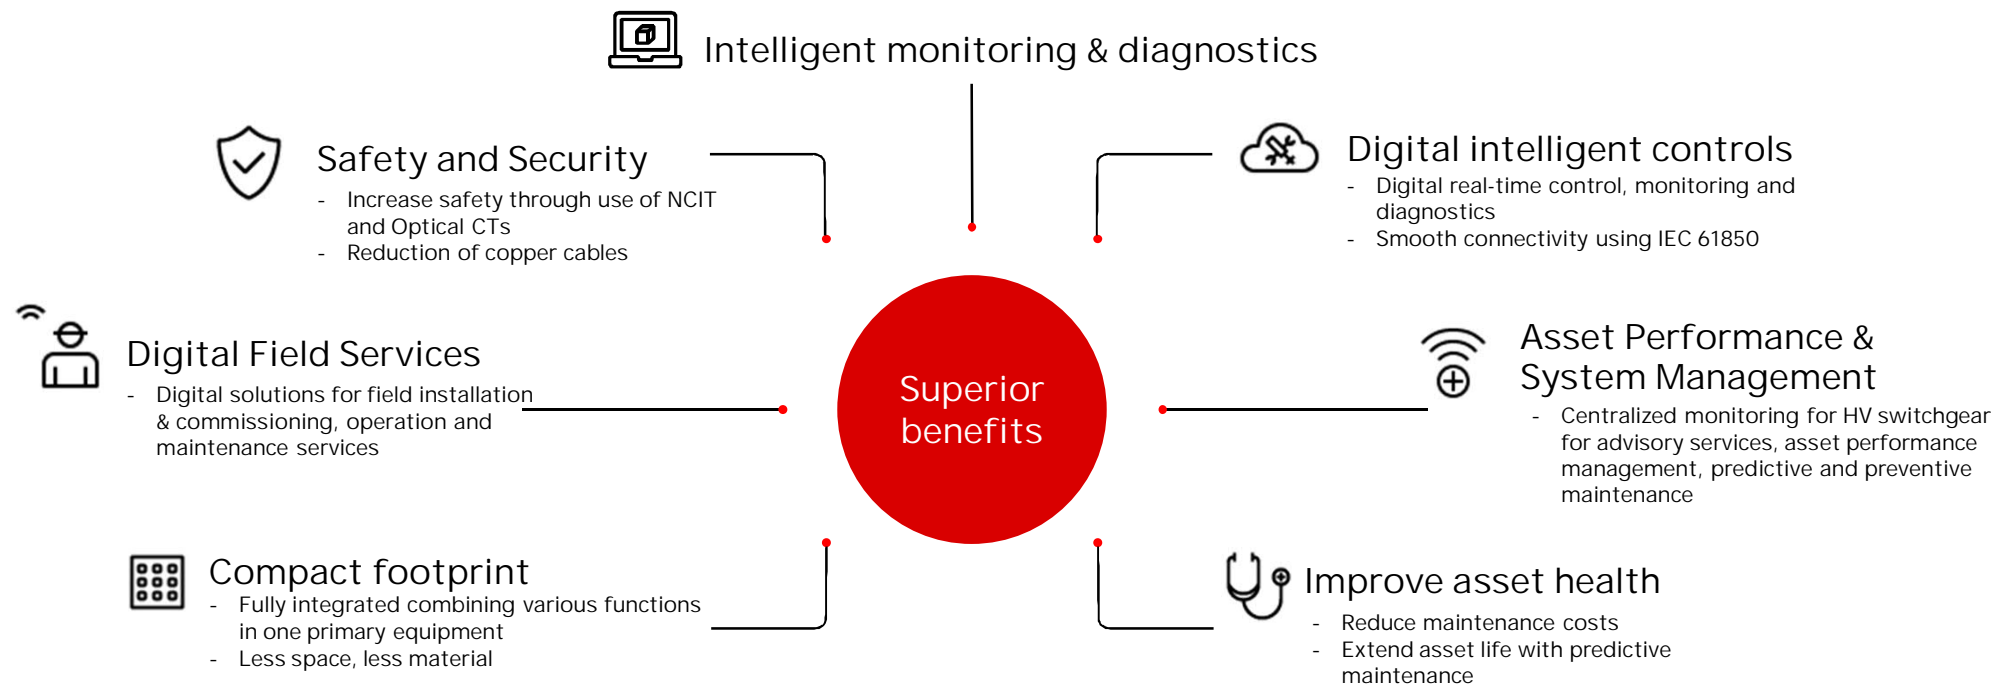 Intelligent monitoring & diagnostics
Safety and Security
- Increase safety through use of NCIT
and Optical CTs
- Reduction of copper cables
Digital intelligent controls
- Digital real-time control, monitoring and
diagnostics
- Smooth connectivity using IEC 61850
Digital Field Services
- Digital solutions for field installation
& commissioning, operation and
maintenance services
Superior
benefits
Asset Performance &
System Management
- Centralized monitoring for HV switchgear
for advisory services, asset performance
management, predictive and preventive
maintenance
Compact footprint
- Fully integrated combining various functions
in one primary equipment
- Less space, less material
Improve asset health
- Reduce maintenance costs
- Extend asset life with predictive
maintenance